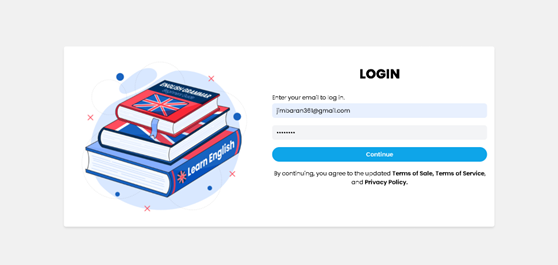 ENGLISH GRAMMAR
Learn English
LOGIN
Enter your email to log in.
jimoaran361@gmail.com
••••••••
Continue
By continuing, you agree to the updated Terms of Sale, Terms of Service,
and Privacy Policy.